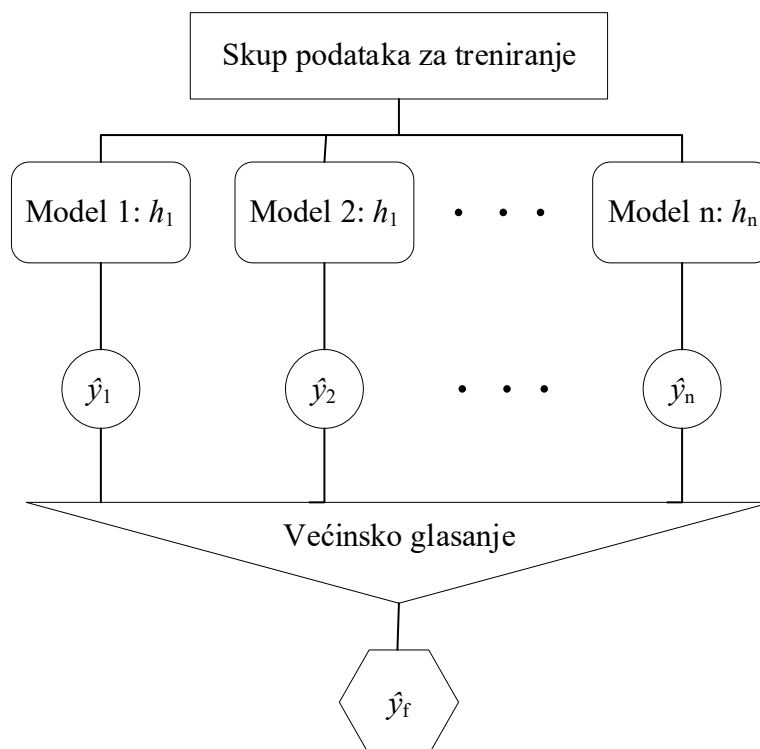 Skup podataka za treniranje
Model 1: h₁ Model 2: h₁ • • • Model n: hₙ
ŷ₁ ŷ₂ • • • ŷₙ
Većinsko glasanje
ŷf